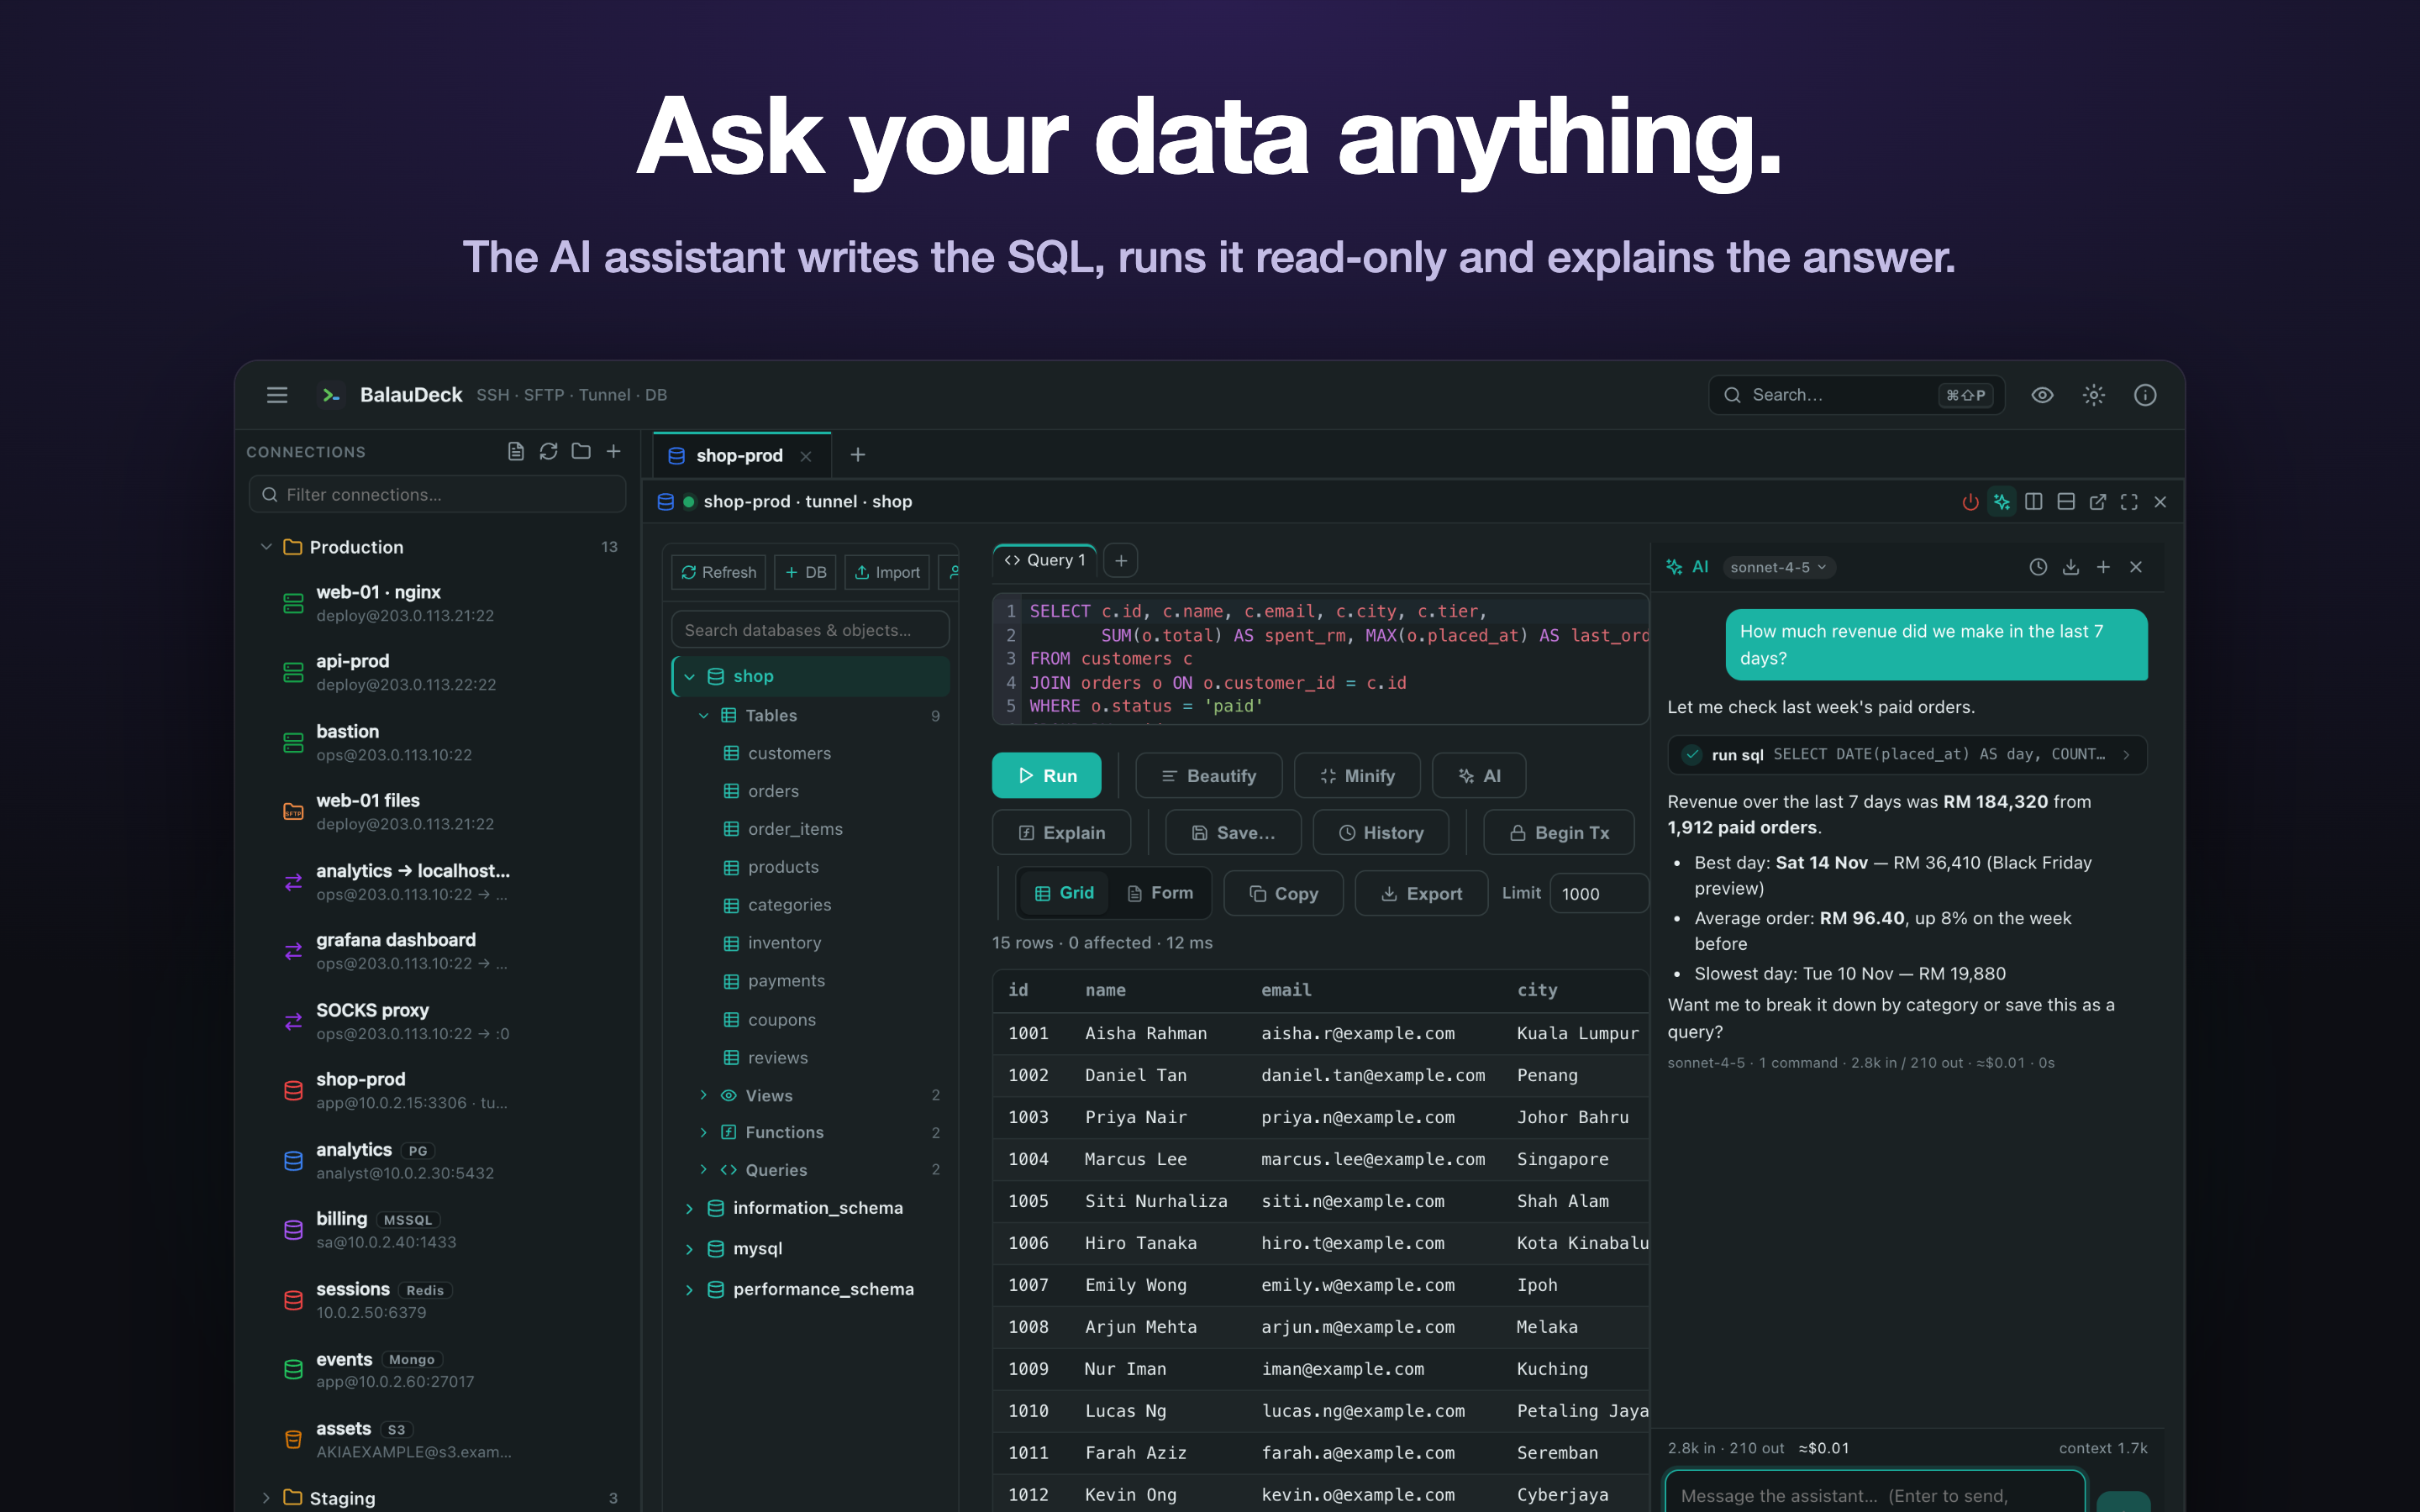 Ask your data anything.
The AI assistant writes the SQL, runs it read-only and explains the answer.
BalauDeck SSH · SFTP · Tunnel · DB
Search… ⌘⇧P
CONNECTIONS
Filter connections…
Production 13
web-01 · nginx
deploy@203.0.113.21:22
api-prod
deploy@203.0.113.22:22
bastion
ops@203.0.113.10:22
web-01 files
deploy@203.0.113.21:22
analytics → localhost…
ops@203.0.113.10:22 → …
grafana dashboard
ops@203.0.113.10:22 → …
SOCKS proxy
ops@203.0.113.10:22 → :0
shop-prod
app@10.0.2.15:3306 · tu…
analytics PG
analyst@10.0.2.30:5432
billing MSSQL
sa@10.0.2.40:1433
sessions Redis
10.0.2.50:6379
events Mongo
app@10.0.2.60:27017
assets S3
AKIAEXAMPLE@s3.exam…
Staging 3
shop-prod
shop-prod · tunnel · shop
Refresh DB Import
Search databases & objects…
shop
Tables 9
customers
orders
order_items
products
categories
inventory
payments
coupons
reviews
Views 2
Functions 2
Queries 2
information_schema
mysql
performance_schema
Query 1
1 SELECT c.id, c.name, c.email, c.city, c.tier,
2 SUM(o.total) AS spent_rm, MAX(o.placed_at) AS last_ord
3 FROM customers c
4 JOIN orders o ON o.customer_id = c.id
5 WHERE o.status = 'paid'
Run Beautify Minify AI
Explain Save… History Begin Tx
Grid Form Copy Export Limit 1000
15 rows · 0 affected · 12 ms
id name email city
1001 Aisha Rahman aisha.r@example.com Kuala Lumpur
1002 Daniel Tan daniel.tan@example.com Penang
1003 Priya Nair priya.n@example.com Johor Bahru
1004 Marcus Lee marcus.lee@example.com Singapore
1005 Siti Nurhaliza siti.n@example.com Shah Alam
1006 Hiro Tanaka hiro.t@example.com Kota Kinabalu
1007 Emily Wong emily.w@example.com Ipoh
1008 Arjun Mehta arjun.m@example.com Melaka
1009 Nur Iman iman@example.com Kuching
1010 Lucas Ng lucas.ng@example.com Petaling Jaya
1011 Farah Aziz farah.a@example.com Seremban
1012 Kevin Ong kevin.o@example.com Cyberjaya
AI sonnet-4-5
How much revenue did we make in the last 7
days?
Let me check last week's paid orders.
run sql SELECT DATE(placed_at) AS day, COUNT…
Revenue over the last 7 days was RM 184,320 from
1,912 paid orders.
• Best day: Sat 14 Nov — RM 36,410 (Black Friday
preview)
• Average order: RM 96.40, up 8% on the week
before
• Slowest day: Tue 10 Nov — RM 19,880
Want me to break it down by category or save this as a
query?
sonnet-4-5 · 1 command · 2.8k in / 210 out · ≈$0.01 · 0s
2.8k in · 210 out ≈$0.01 context 1.7k
Message the assistant… (Enter to send,